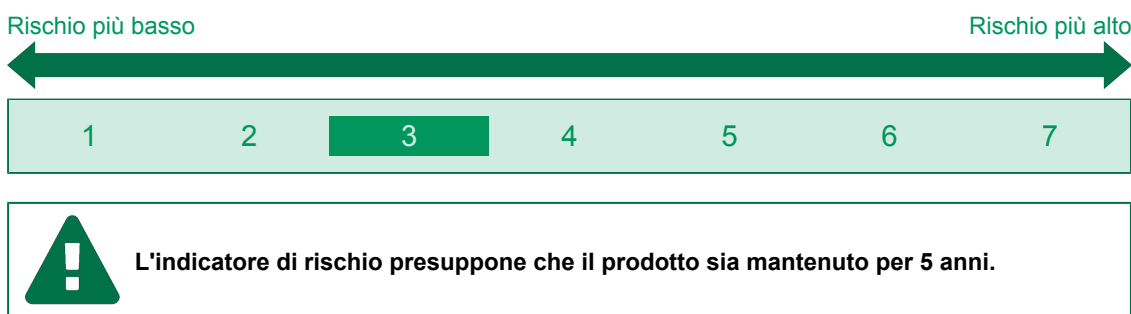 Rischio più basso Rischio più alto
1 2 3 4 5 6 7
L'indicatore di rischio presuppone che il prodotto sia mantenuto per 5 anni.